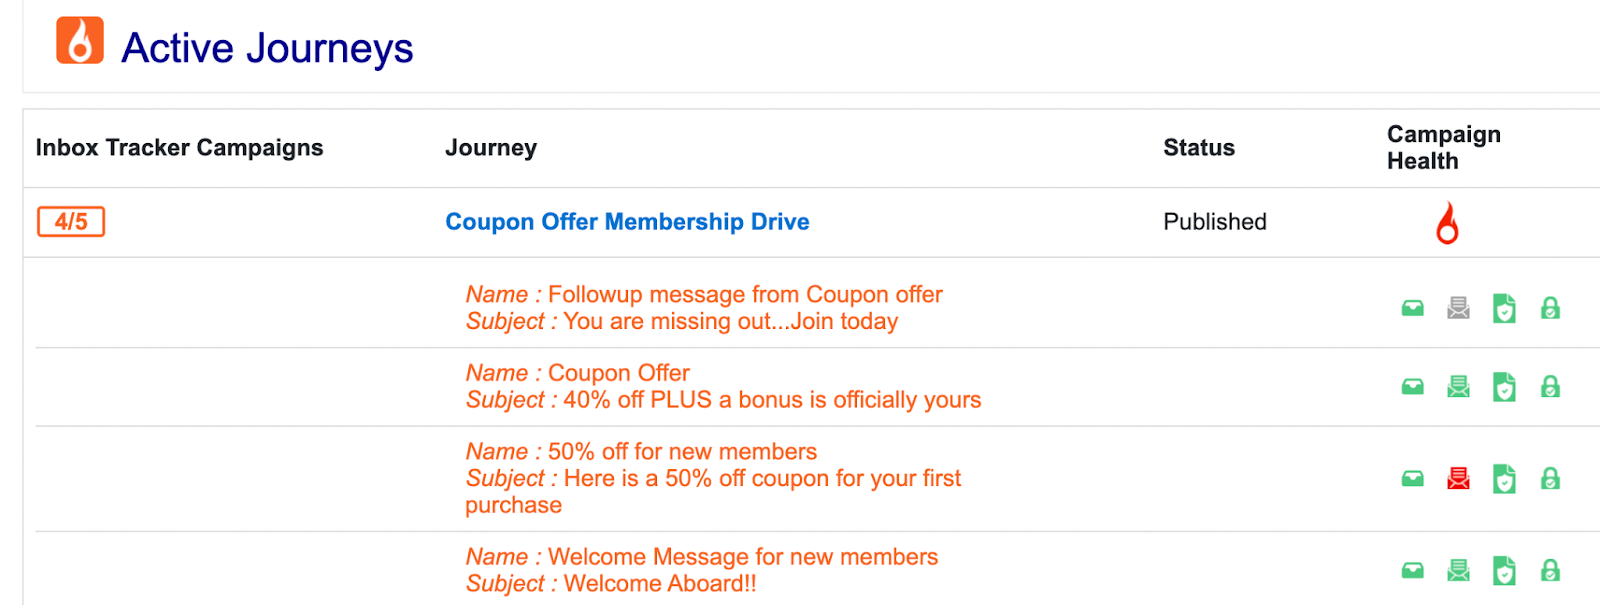 Active Journeys
Inbox Tracker Campaigns
Journey
Status
Campaign
Health
4/5
Coupon Offer Membership Drive
Published
Name : Followup message from Coupon offer
Subject : You are missing out...Join today
Name : Coupon Offer
Subject : 40% off PLUS a bonus is officially yours
Name : 50% off for new members
Subject : Here is a 50% off coupon for your first
purchase
Name : Welcome Message for new members
Subject : Welcome Aboard!!